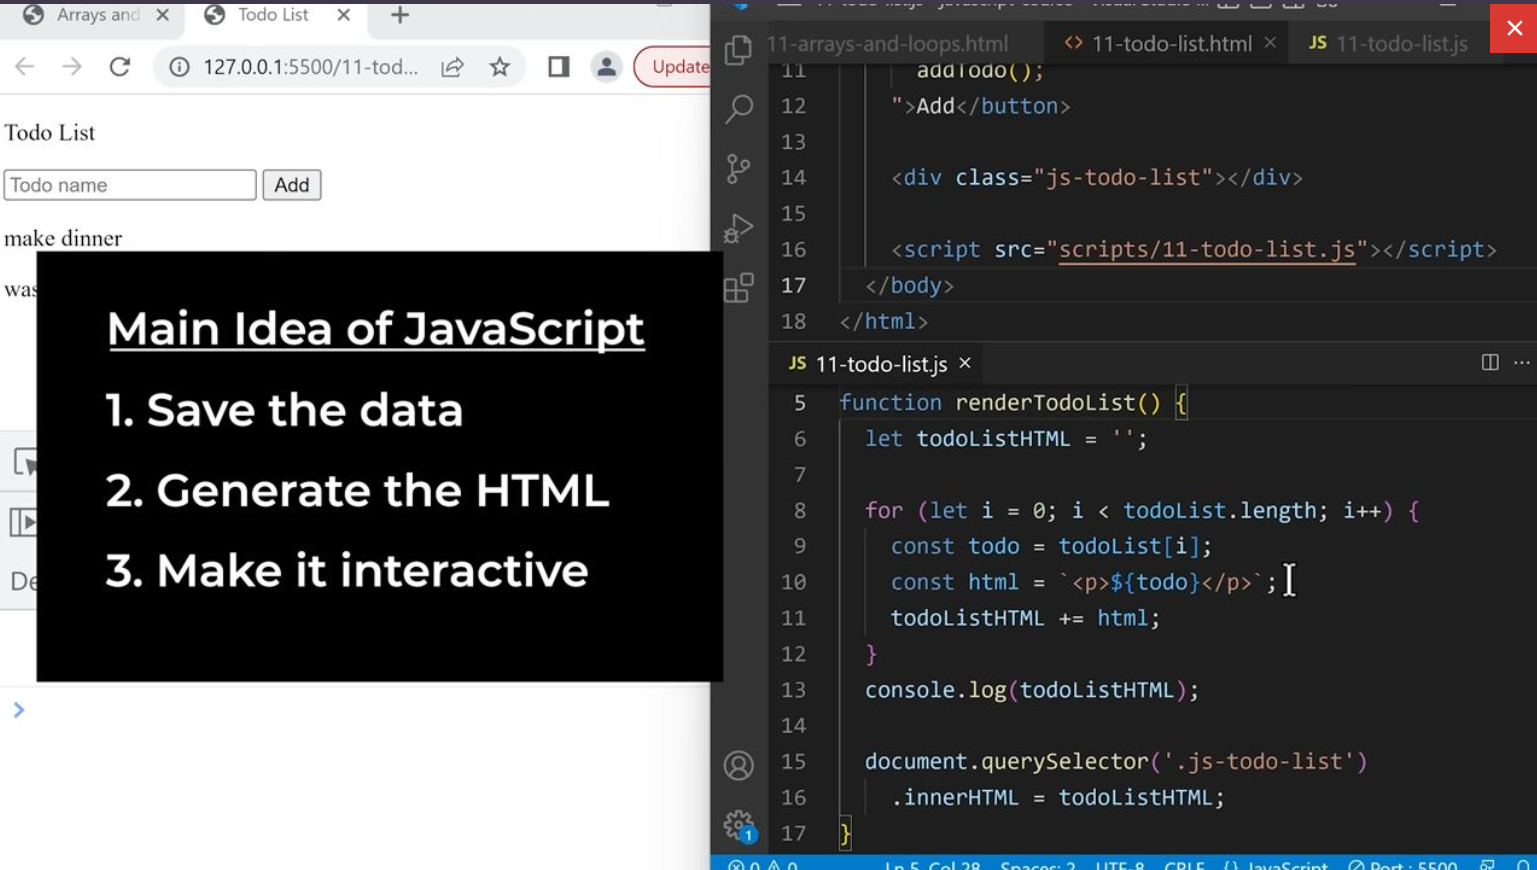 Arrays and
Todo List
127.0.0.1:5500/11-tod...
Update
Todo List
Todo name
Add
make dinner
was
Main Idea of JavaScript
1. Save the data
2. Generate the HTML
3. Make it interactive
De
11-arrays-and-loops.html
<> 11-todo-list.html
JS 11-todo-list.js
11 addTodo();
12 ">Add</button>
13
14 <div class="js-todo-list"></div>
15
16 <script src="scripts/11-todo-list.js"></script>
17 </body>
18 </html>
JS 11-todo-list.js
5 function renderTodoList() {
6 let todoListHTML = '';
7
8 for (let i = 0; i < todoList.length; i++) {
9 const todo = todoList[i];
10 const html = `<p>${todo}</p>`;
11 todoListHTML += html;
12 }
13 console.log(todoListHTML);
14
15 document.querySelector('.js-todo-list')
16 .innerHTML = todoListHTML;
17 }
1
0 0 Ln 5, Col 28 Spaces: 2 UTF-8 CRLF {} JavaScript Port : 5500